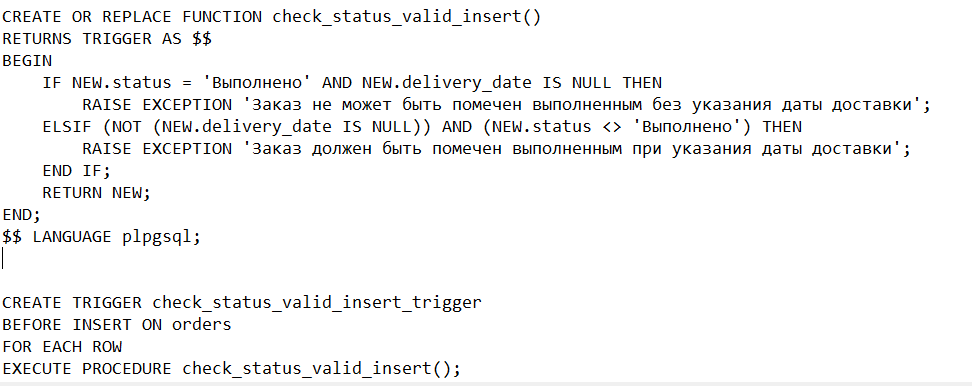 CREATE OR REPLACE FUNCTION check_status_valid_insert()
RETURNS TRIGGER AS $$
BEGIN
    IF NEW.status = 'Выполнено' AND NEW.delivery_date IS NULL THEN
        RAISE EXCEPTION 'Заказ не может быть помечен выполненным без указания даты доставки';
    ELSIF (NOT (NEW.delivery_date IS NULL)) AND (NEW.status <> 'Выполнено') THEN
        RAISE EXCEPTION 'Заказ должен быть помечен выполненным при указания даты доставки';
    END IF;
    RETURN NEW;
END;
$$ LANGUAGE plpgsql;
CREATE TRIGGER check_status_valid_insert_trigger
BEFORE INSERT ON orders
FOR EACH ROW
EXECUTE PROCEDURE check_status_valid_insert();